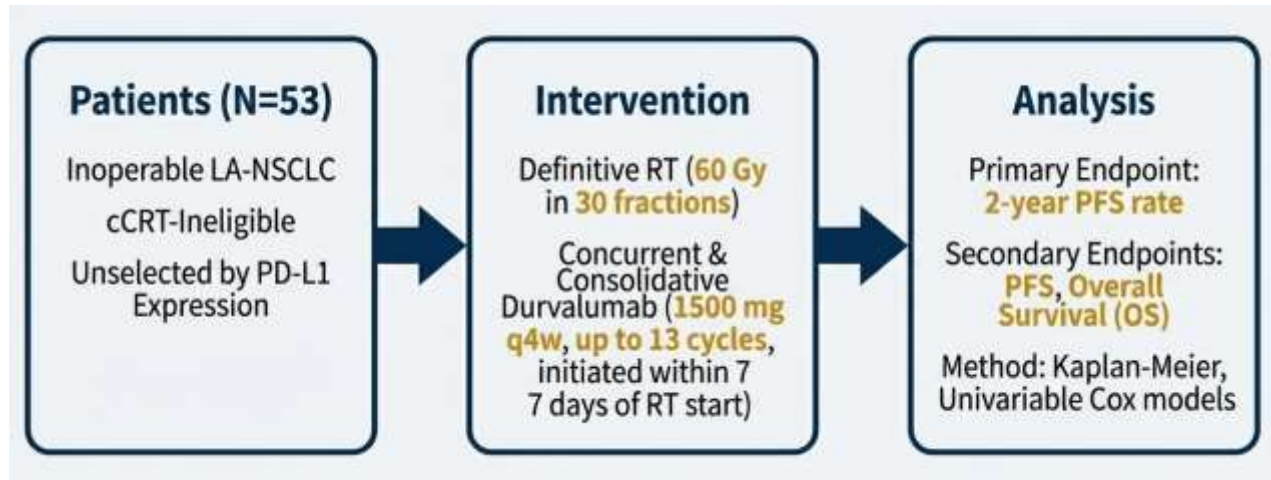 Patients (N=53)
Inoperable LA-NSCLC
cCRT-Ineligible
Unselected by PD-L1
Expression
Intervention
Definitive RT (60 Gy
in 30 fractions)
Concurrent &
Consolidative
Durvalumab (1500 mg
q4w, up to 13 cycles,
initiated within 7
7 days of RT start)
Analysis
Primary Endpoint:
2-year PFS rate
Secondary Endpoints:
PFS, Overall
Survival (OS)
Method: Kaplan-Meier,
Univariable Cox models